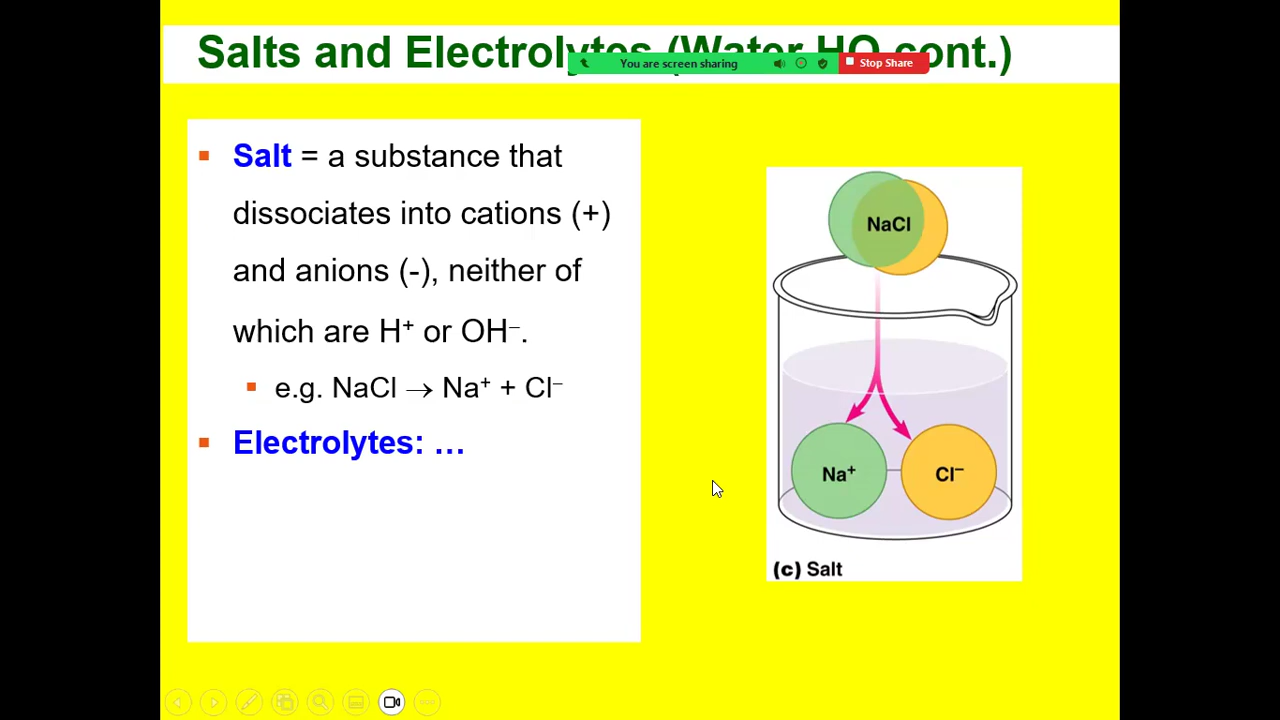 Salts and Electrolytes (Water HO cont.)
You are screen sharing
Stop Share
▪ Salt = a substance that
dissociates into cations (+)
and anions (-), neither of
which are H⁺ or OH⁻.
▪ e.g. NaCl → Na⁺ + Cl⁻
▪ Electrolytes: …
NaCl
Na⁺
Cl⁻
(c) Salt